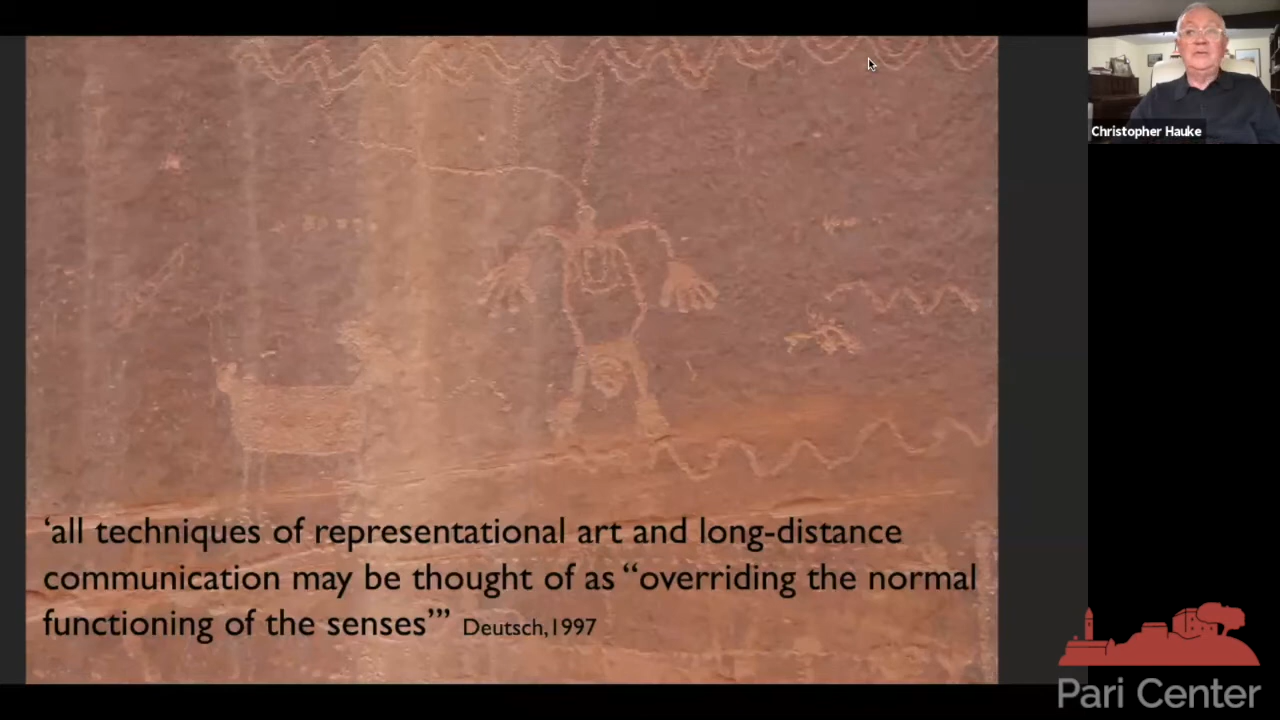 Christopher Hauke
‘all techniques of representational art and long-distance
communication may be thought of as “overriding the normal
functioning of the senses”’ Deutsch,1997
Pari Center